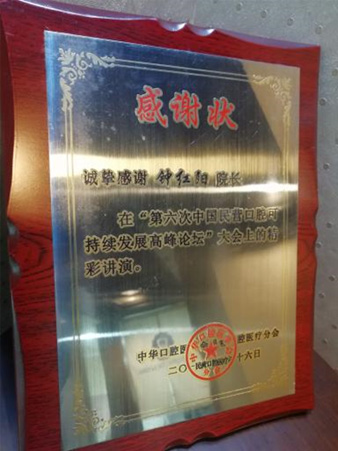 感谢状
诚挚感谢 钟红阳 院长
在“第六次中国民营口腔可
持续发展高峰论坛”大会上的精
彩讲演。
中华口腔医 腔医疗分会
二〇 十六日